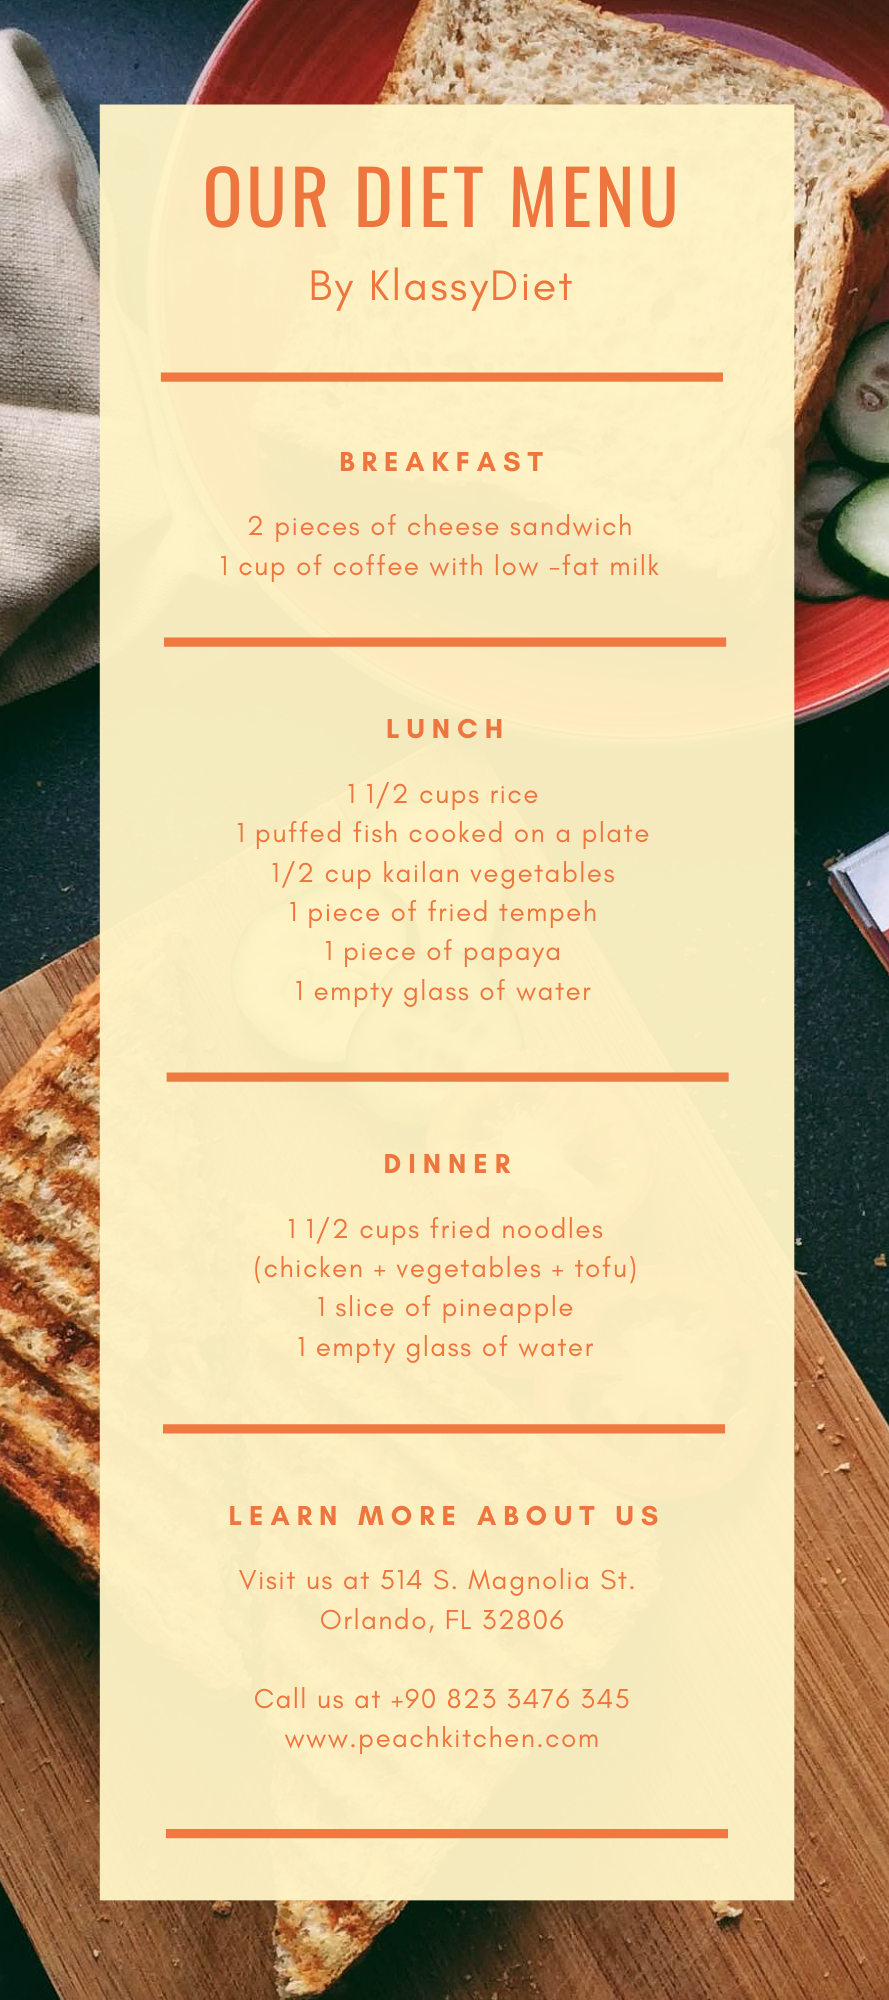 OUR DIET MENU
By KlassyDiet
BREAKFAST
2 pieces of cheese sandwich
1 cup of coffee with low -fat milk
LUNCH
1 1/2 cups rice
1 puffed fish cooked on a plate
1/2 cup kailan vegetables
1 piece of fried tempeh
1 piece of papaya
1 empty glass of water
DINNER
1 1/2 cups fried noodles
(chicken + vegetables + tofu)
1 slice of pineapple
1 empty glass of water
LEARN MORE ABOUT US
Visit us at 514 S. Magnolia St.
Orlando, FL 32806
Call us at +90 823 3476 345
www.peachkitchen.com